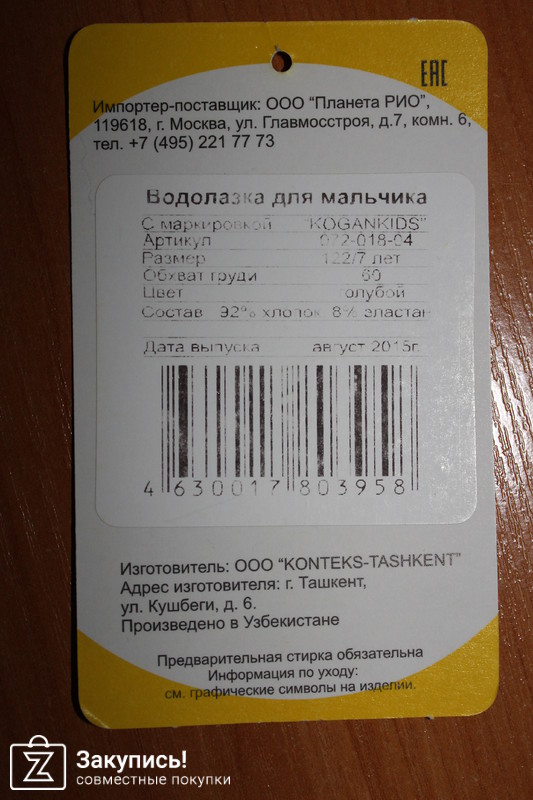 EAC
Импортер-поставщик: ООО "Планета РИО",
119618, г. Москва, ул. Главмосстроя, д.7, комн. 6,
тел. +7 (495) 221 77 73
Водолазка для мальчика
С маркировкой "KOGANKIDS"
Артикул 072-018-04
Размер 122/7 лет
Обхват груди 60
Цвет олубой
Состав 92% хлопок 8% эластан
Дата выпуска август 2015г.
4 630017 803958
Изготовитель: ООО "KONTEKS-TASHKENT"
Адрес изготовителя: г. Ташкент,
ул. Кушбеги, д. 6.
Произведено в Узбекистане
Предварительная стирка обязательна
Информация по уходу:
см. графические символы на изделии.
Закупись!
совместные покупки